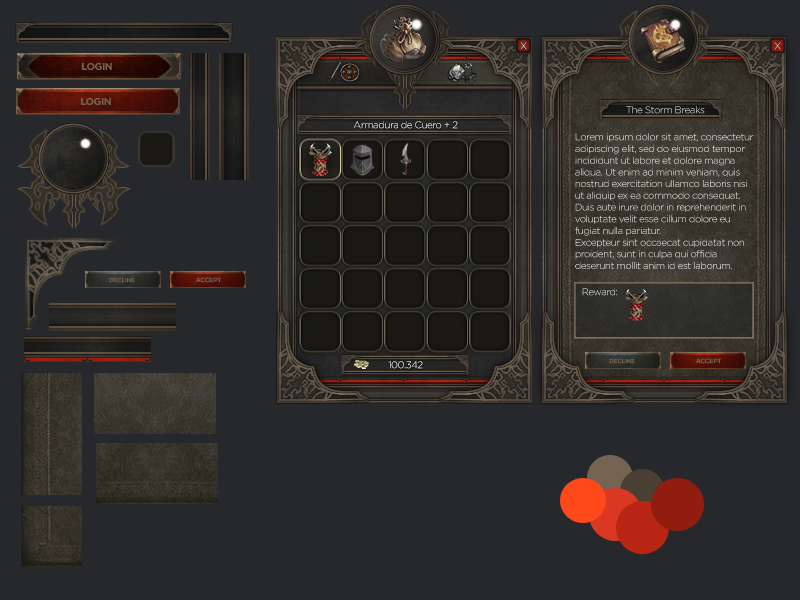 LOGIN
LOGIN
DECLINE
ACCEPT
X
Armadura de Cuero + 2
100.342
X
The Storm Breaks
Lorem ipsum dolor sit amet, consectetur
adipiscing elit, sed do eiusmod tempor
incididunt ut labore et dolore magna
aliqua. Ut enim ad minim veniam, quis
nostrud exercitation ullamco laboris nisi
ut aliquip ex ea commodo consequat.
Duis aute irure dolor in reprehenderit in
voluptate velit esse cillum dolore eu
fugiat nulla pariatur.
Excepteur sint occaecat cupidatat non
proident, sunt in culpa qui officia
deserunt mollit anim id est laborum.
Reward:
DECLINE
ACCEPT